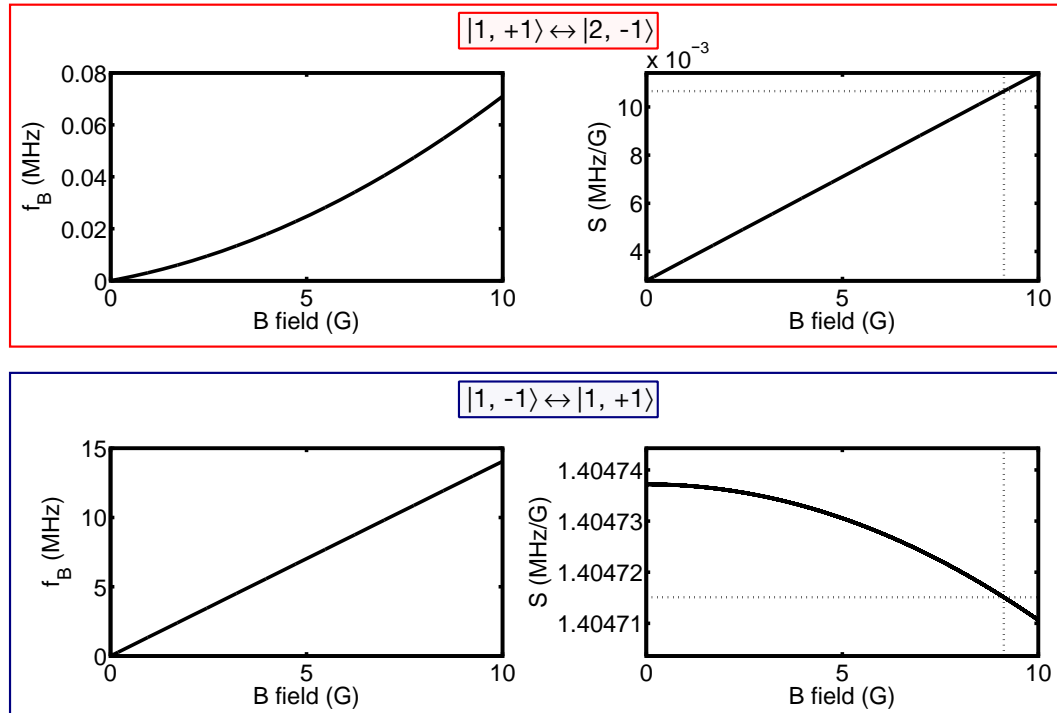 |1, +1⟩ ↔ |2, -1⟩
0.08
0.06
0.04
0.02
0
f_B (MHz)
0
5
10
B field (G)
x 10⁻³
10
8
6
4
S (MHz/G)
0
5
10
B field (G)
|1, -1⟩ ↔ |1, +1⟩
15
10
5
0
f_B (MHz)
0
5
10
B field (G)
1.40474
1.40473
1.40472
1.40471
S (MHz/G)
0
5
10
B field (G)